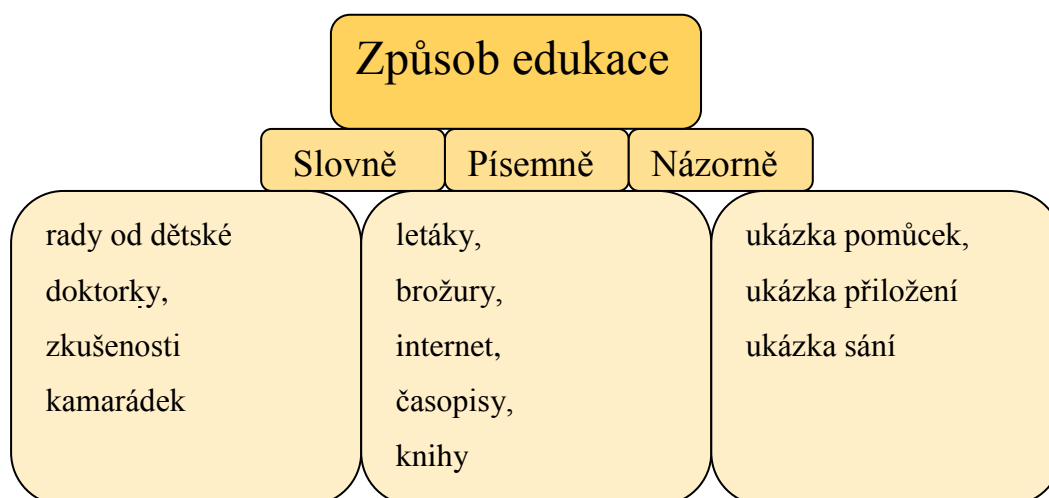 Způsob edukace
Slovně
Písemně
Názorně
rady od dětské
doktorky,
zkušenosti
kamarádek
letáky,
brožury,
internet,
časopisy,
knihy
ukázka pomůcek,
ukázka přiložení
ukázka sání